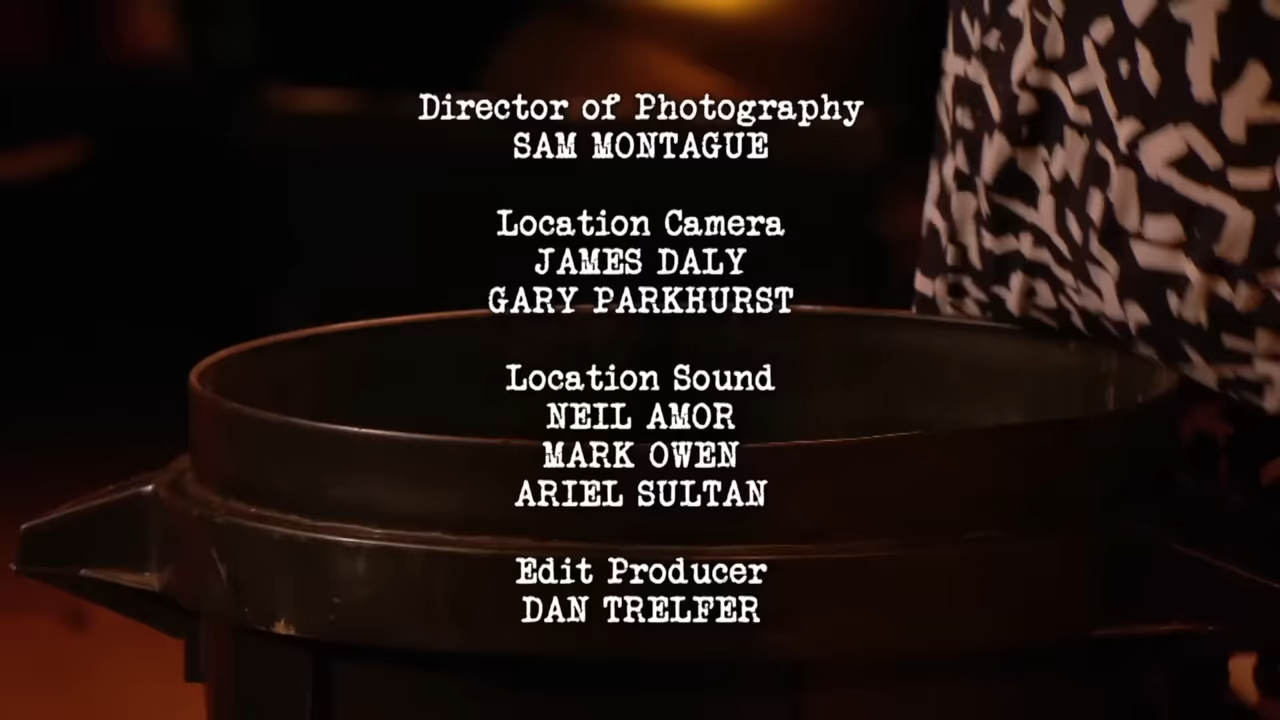 Director of Photography
SAM MONTAGUE
Location Camera
JAMES DALY
GARY PARKHURST
Location Sound
NEIL AMOR
MARK OWEN
ARIEL SULTAN
Edit Producer
DAN TRELFER